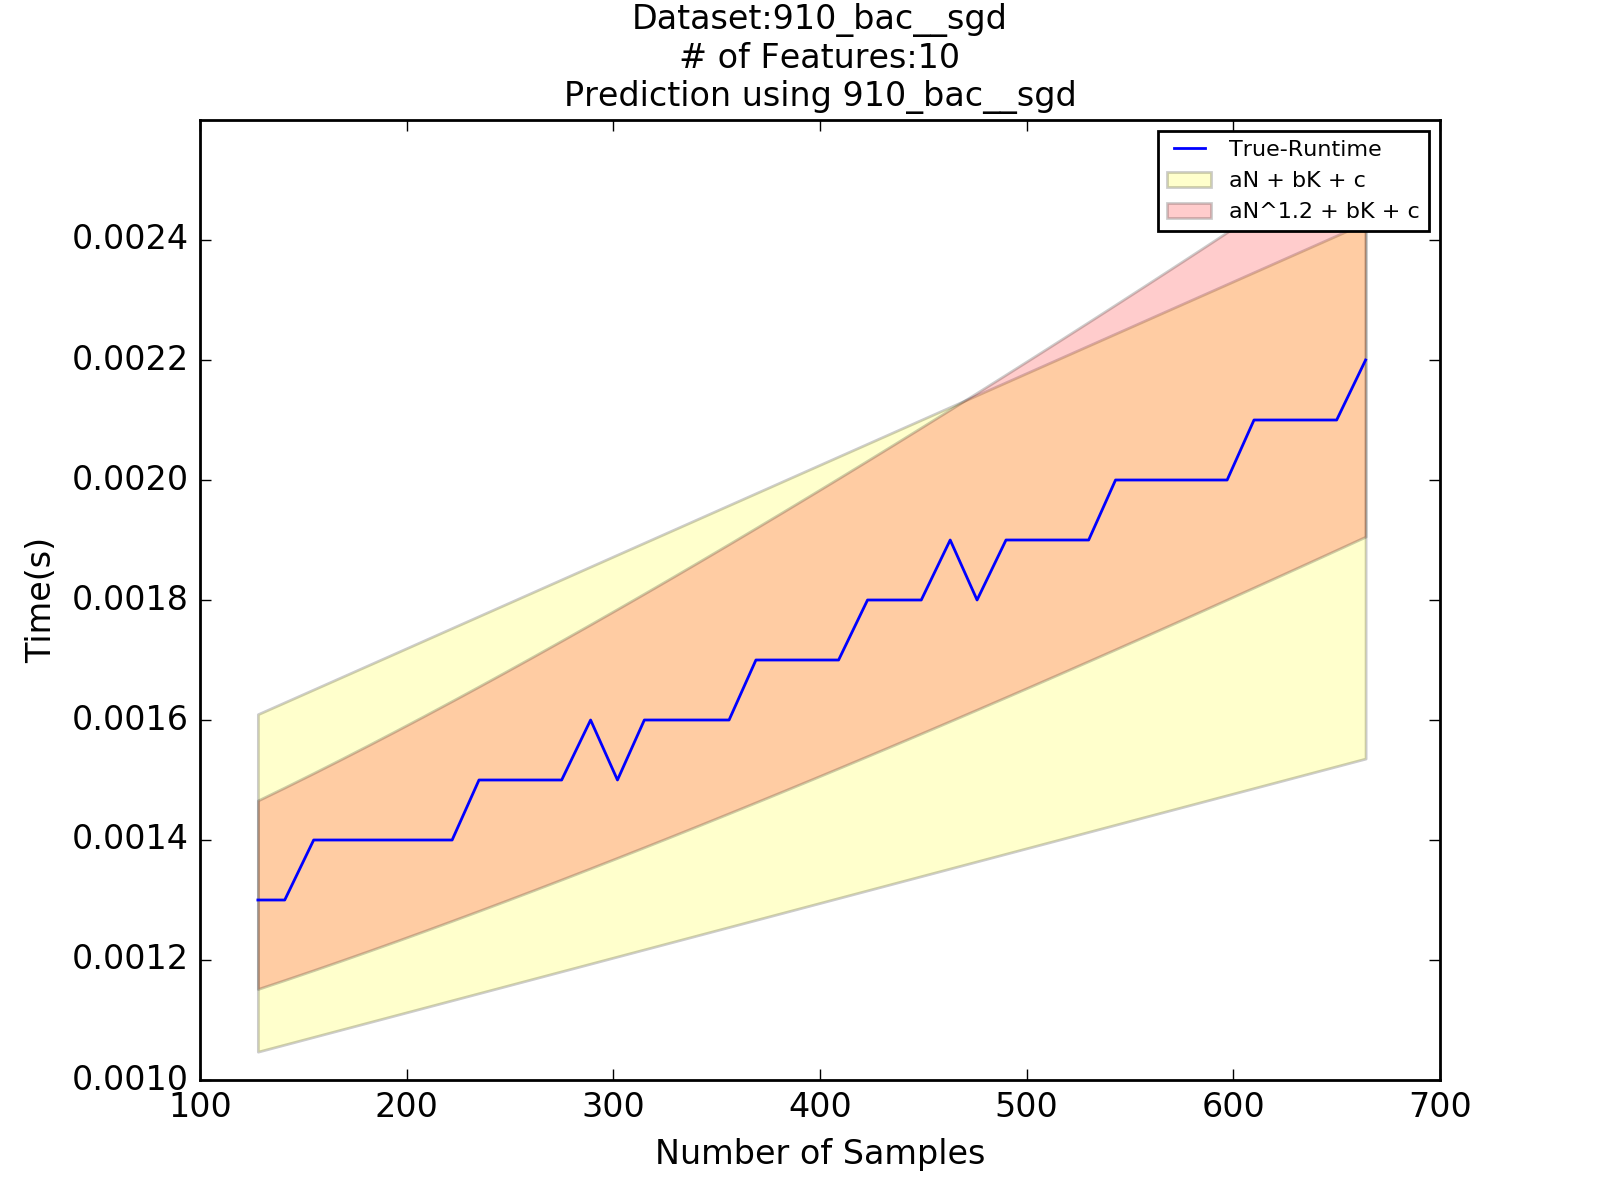 Dataset:910_bac__sgd
# of Features:10
Prediction using 910_bac__sgd
True-Runtime
aN + bK + c
aN^1.2 + bK + c
0.0024
0.0022
0.0020
0.0018
0.0016
0.0014
0.0012
0.0010
Time(s)
100 200 300 400 500 600 700
Number of Samples